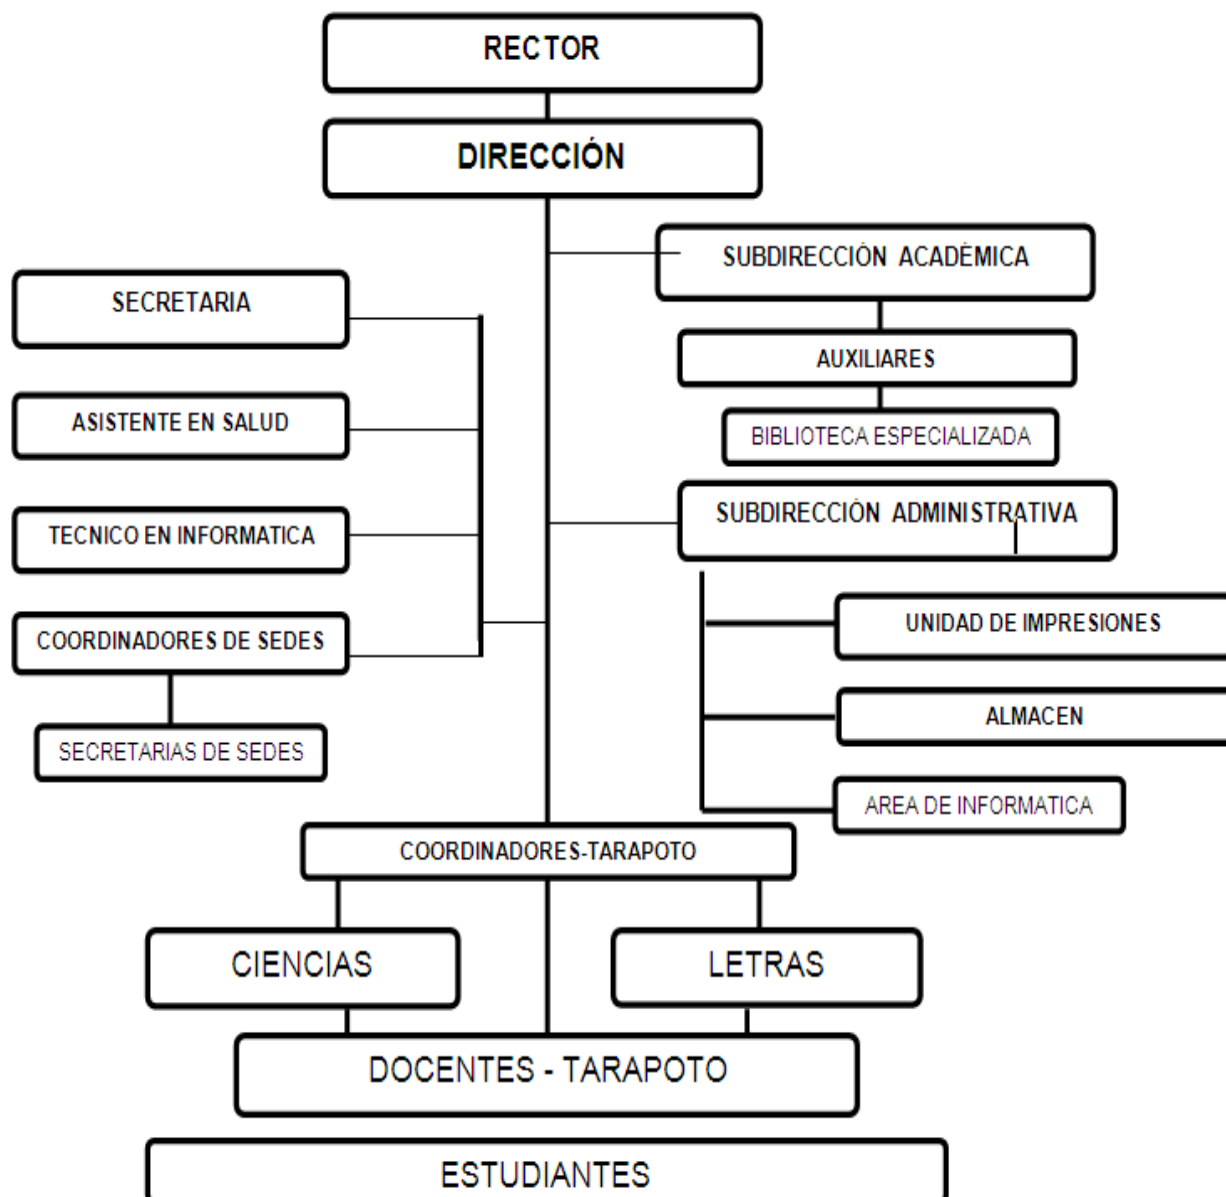 RECTOR
DIRECCIÓN
SUBDIRECCIÓN ACADÉMICA
SECRETARIA
AUXILIARES
ASISTENTE EN SALUD
BIBLIOTECA ESPECIALIZADA
SUBDIRECCIÓN ADMINISTRATIVA
TECNICO EN INFORMATICA
UNIDAD DE IMPRESIONES
COORDINADORES DE SEDES
ALMACEN
SECRETARIAS DE SEDES
AREA DE INFORMATICA
COORDINADORES-TARAPOTO
CIENCIAS
LETRAS
DOCENTES - TARAPOTO
ESTUDIANTES